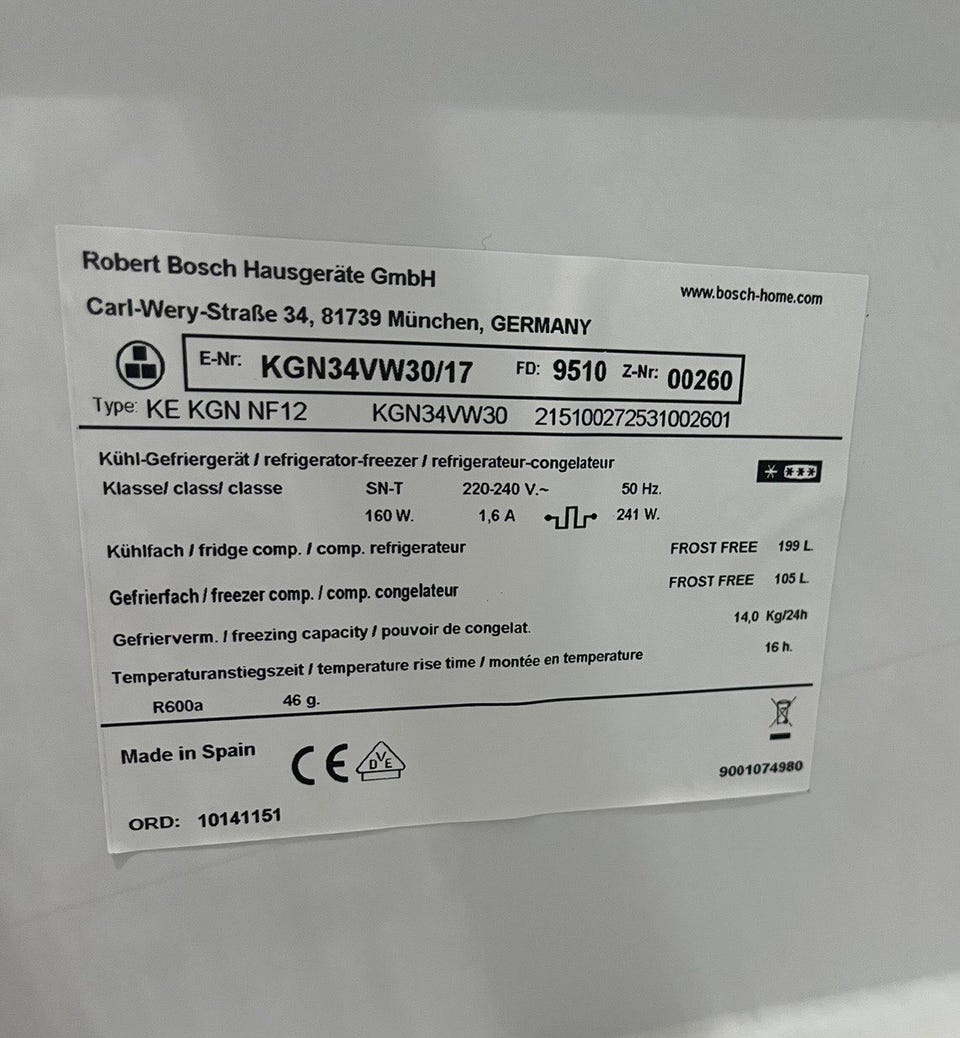 Robert Bosch Hausgeräte GmbH
www.bosch-home.com
Carl-Wery-Straße 34, 81739 München, GERMANY
E-Nr: KGN34VW30/17 FD: 9510 Z-Nr: 00260
Type: KE KGN NF12 KGN34VW30 215100272531002601
Kühl-Gefriergerät / refrigerator-freezer / refrigerateur-congelateur
Klasse/ class/ classe SN-T 220-240 V.~ 50 Hz.
160 W. 1,6 A 241 W.
Kühlfach / fridge comp. / comp. refrigerateur FROST FREE 199 L.
Gefrierfach / freezer comp. / comp. congelateur FROST FREE 105 L.
Gefrierverm. / freezing capacity / pouvoir de congelat. 14,0 Kg/24h
Temperaturanstiegszeit / temperature rise time / montée en temperature 16 h.
R600a 46 g.
Made in Spain CE DVE
9001074980
ORD: 10141151